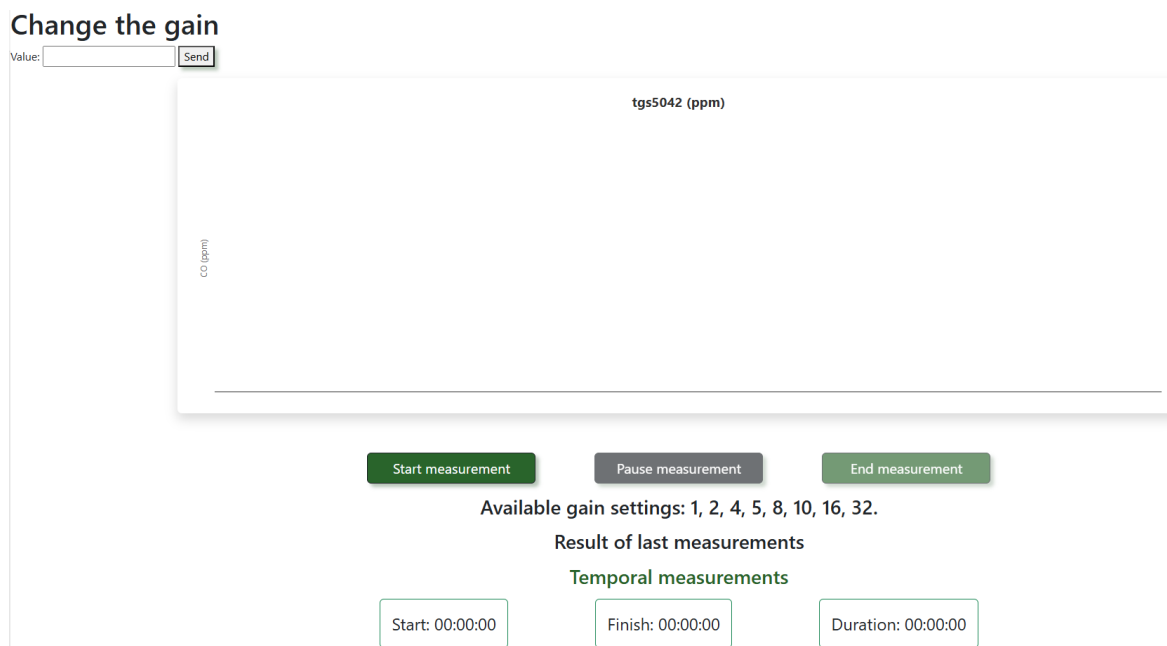 Change the gain
Value: Send
tgs5042 (ppm)
CO (ppm)
Start measurement Pause measurement End measurement
Available gain settings: 1, 2, 4, 5, 8, 10, 16, 32.
Result of last measurements
Temporal measurements
Start: 00:00:00 Finish: 00:00:00 Duration: 00:00:00